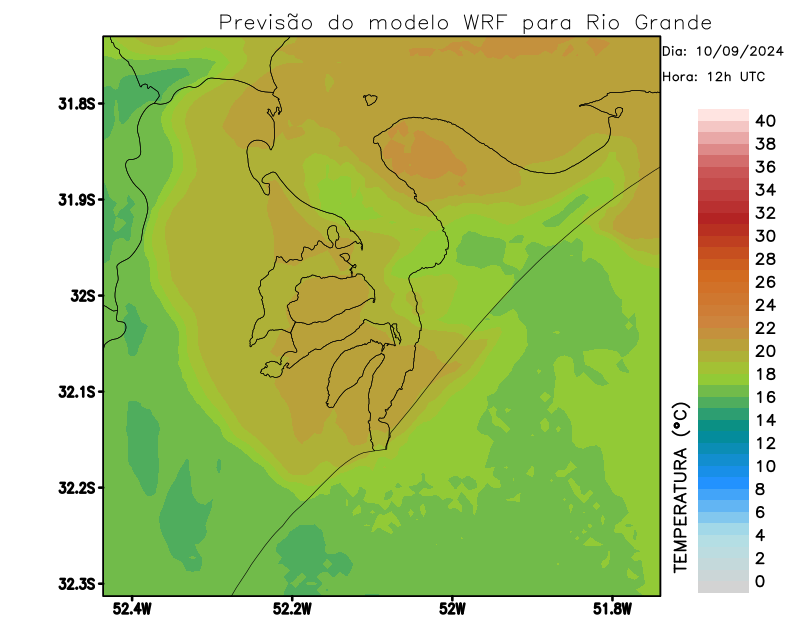 Previsão do modelo WRF para Rio Grande
Dia: 10/09/2024
Hora: 12h UTC
31.8S
31.9S
32S
32.1S
32.2S
32.3S
52.4W
52.2W
52W
51.8W
TEMPERATURA (°C)
40
38
36
34
32
30
28
26
24
22
20
18
16
14
12
10
8
6
4
2
0